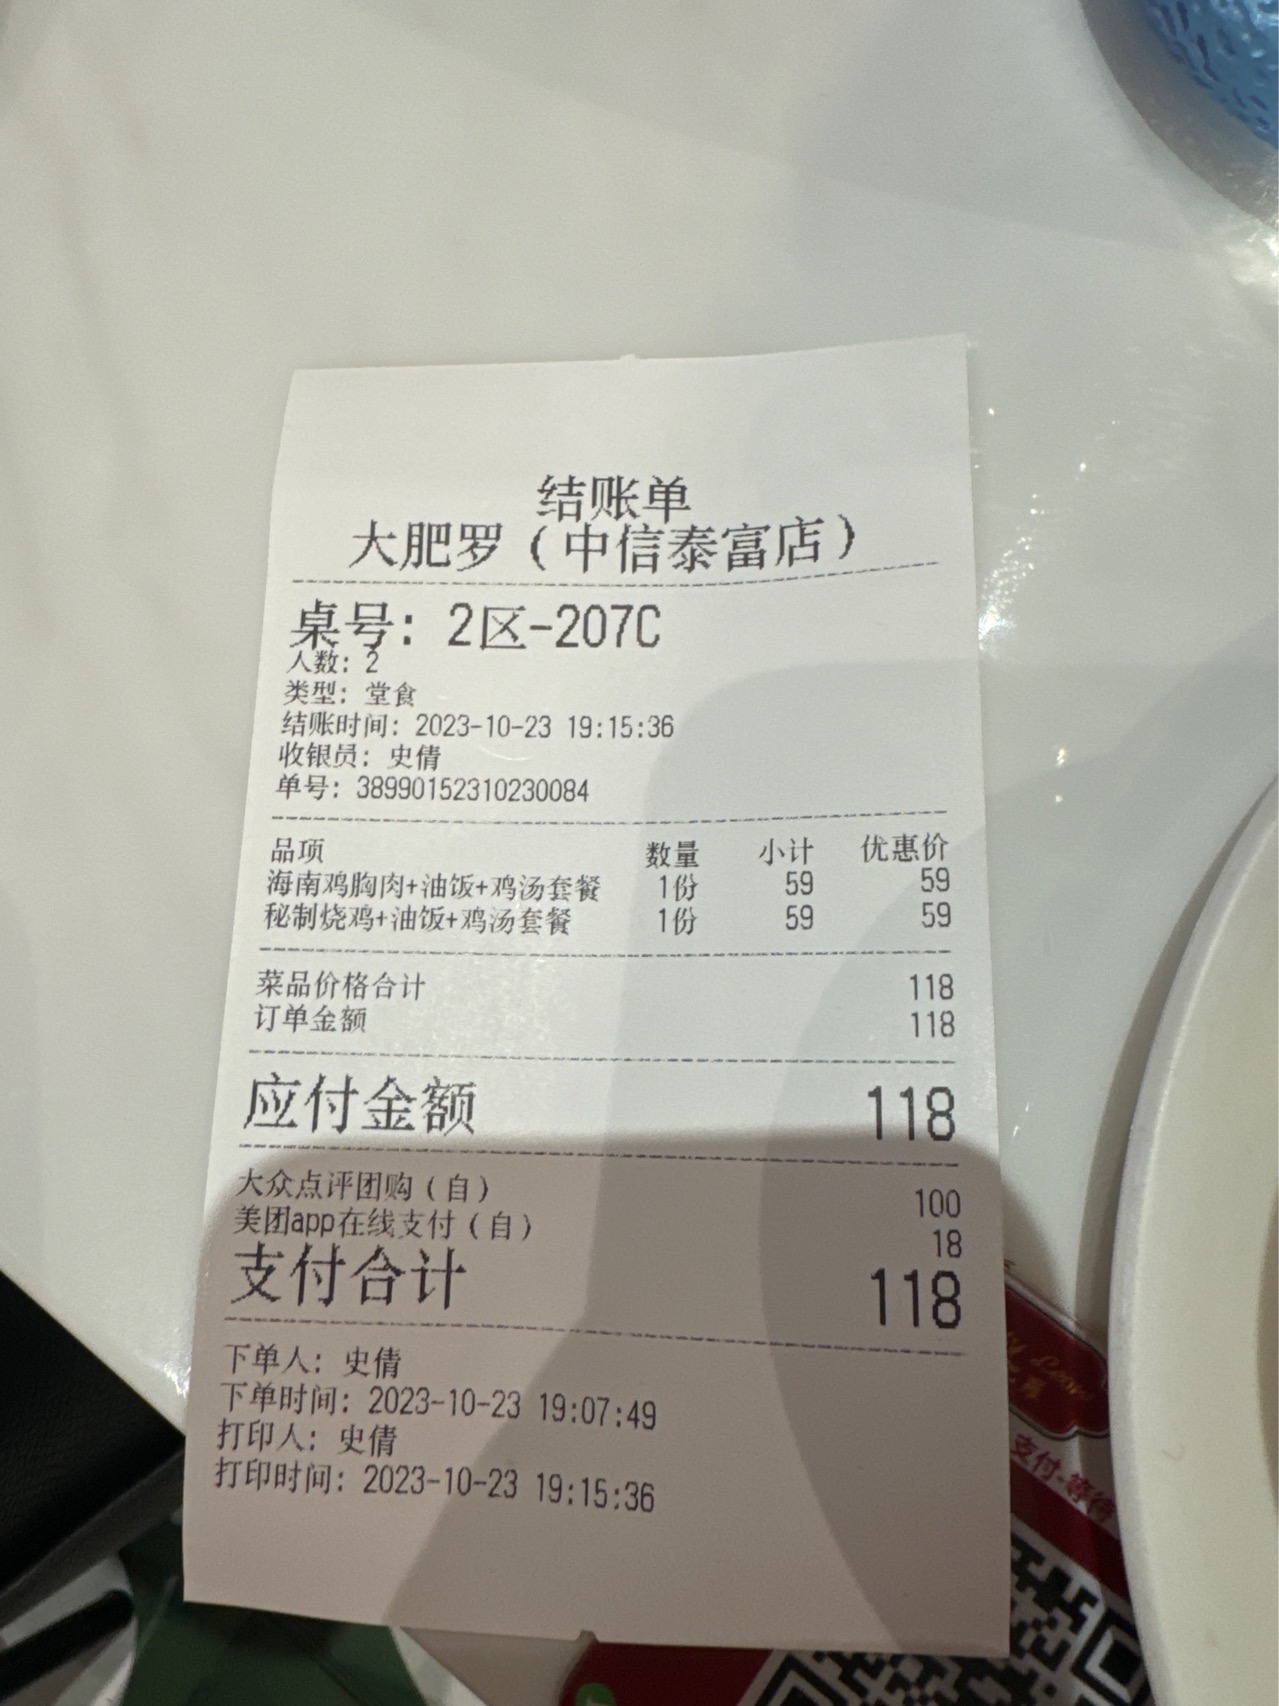 结账单
大肥罗（中信泰富店）
桌号：2区-207C
人数：2
类型：堂食
结账时间：2023-10-23 19:15:36
收银员：史倩
单号：38990152310230084
品项 数量 小计 优惠价
海南鸡胸肉+油饭+鸡汤套餐 1份 59 59
秘制烧鸡+油饭+鸡汤套餐 1份 59 59
菜品价格合计 118
订单金额 118
应付金额 118
大众点评团购（自） 100
美团app在线支付（自） 18
支付合计 118
下单人：史倩
下单时间：2023-10-23 19:07:49
打印人：史倩
打印时间：2023-10-23 19:15:36
支付-等待